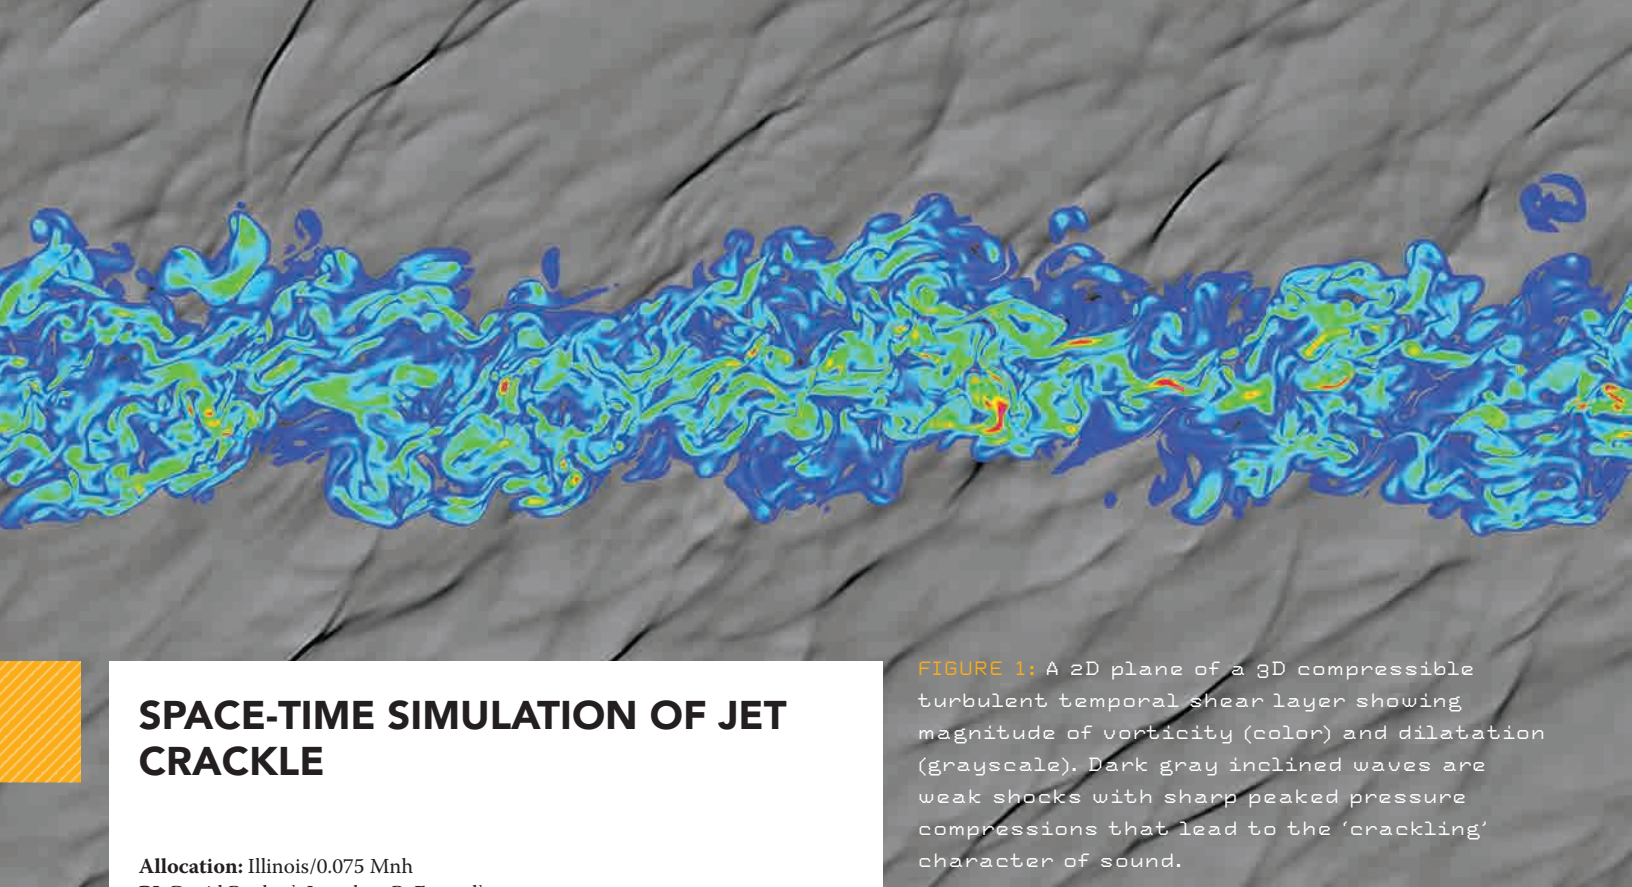 SPACE-TIME SIMULATION OF JET
CRACKLE
Allocation: Illinois/0.075 Mnh
FIGURE 1: A 2D plane of a 3D compressible
turbulent temporal shear layer showing
magnitude of vorticity (color) and dilatation
(grayscale). Dark gray inclined waves are
weak shocks with sharp peaked pressure
compressions that lead to the ‘crackling’
character of sound.